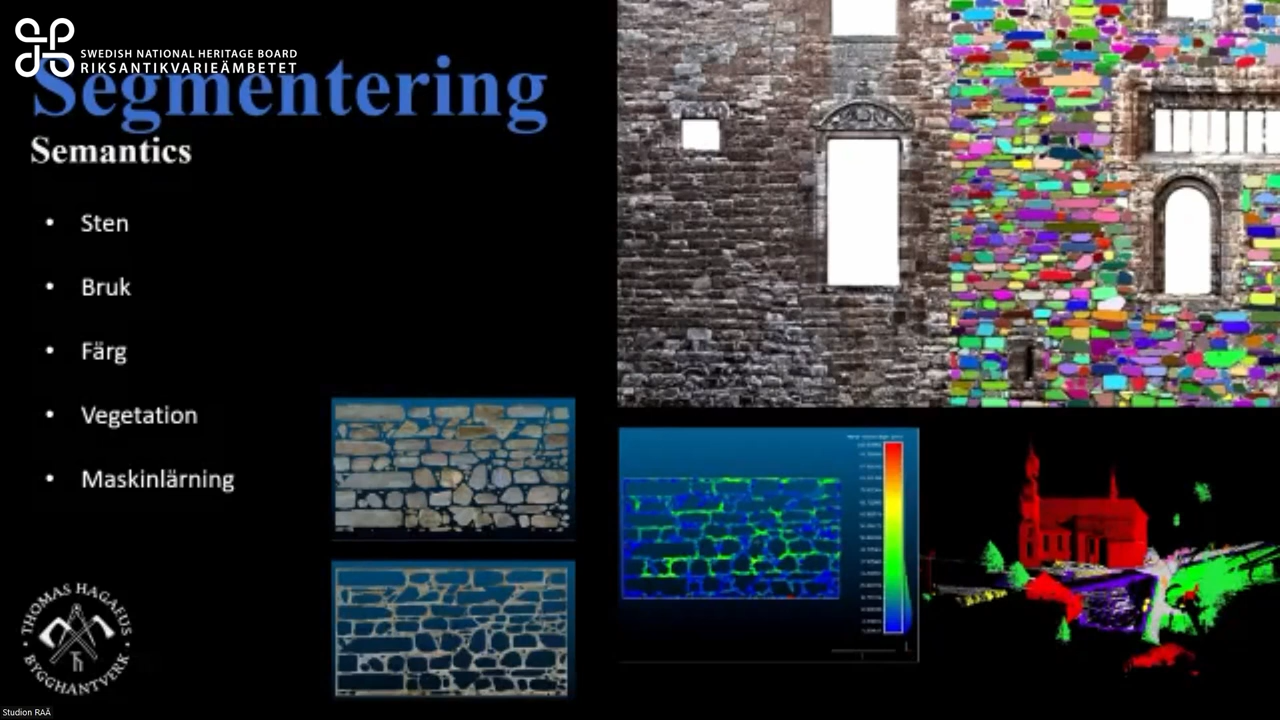 SWEDISH NATIONAL HERITAGE BOARD
RIKSANTIKVARIEÄMBETET
Segmentering
Semantics
• Sten
• Bruk
• Färg
• Vegetation
• Maskinlärning
THOMAS HAGAEUS
BYGGHANTVERK
Studion RAÄ